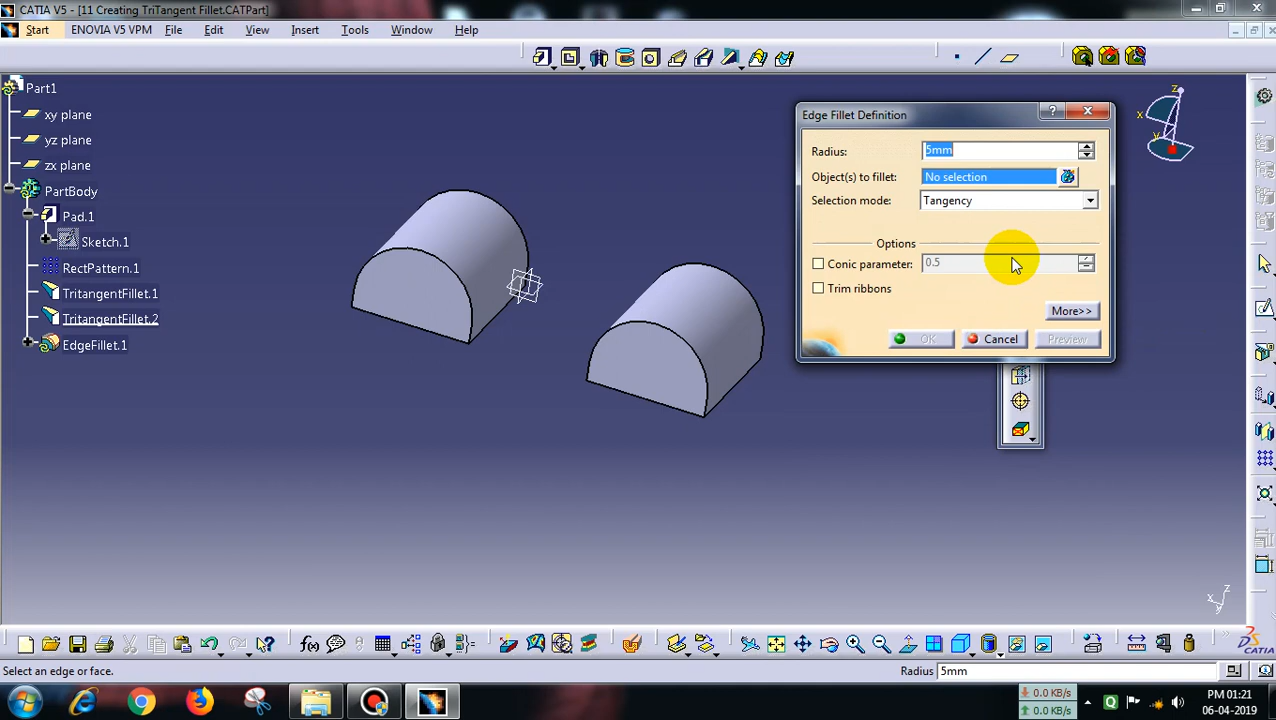 CATIA V5 - [11 Creating TriTangent Fillet.CATPart]
Start ENOVIA V5 VPM File Edit View Insert Tools Window Help
Part1
xy plane
yz plane
zx plane
PartBody
Pad.1
Sketch.1
RectPattern.1
TritangentFillet.1
TritangentFillet.2
EdgeFillet.1
z
x
y
Edge Fillet Definition
Radius: 5mm
Object(s) to fillet: No selection
Selection mode: Tangency
Options
Conic parameter: 0.5
Trim ribbons
More>>
OK Cancel Preview
z
x
y
f(x)
CATIA
Select an edge or face.
Radius 5mm
0.0 KB/s
0.0 KB/s
PM 01:21
06-04-2019